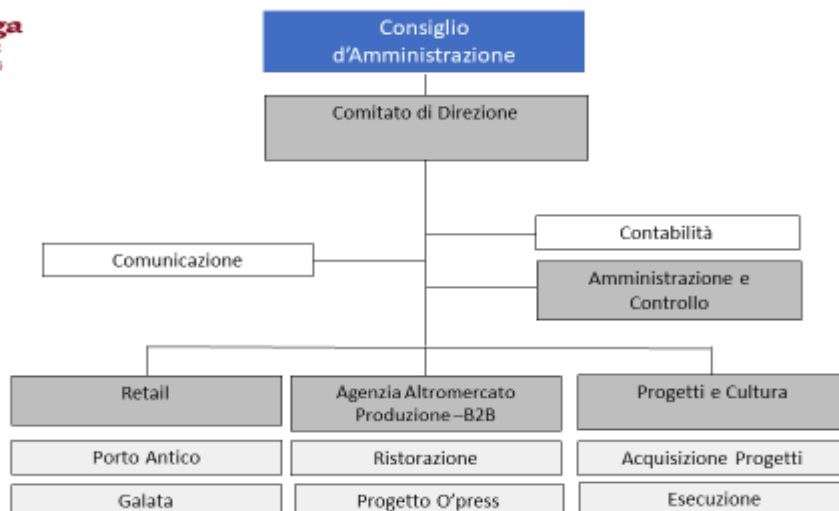 Consiglio
d'Amministrazione
Comitato di Direzione
Contabilità
Comunicazione
Amministrazione e
Controllo
Retail
Agenzia Altromercato
Produzione –B2B
Progetti e Cultura
Porto Antico
Ristorazione
Acquisizione Progetti
Galata
Progetto O'press
Esecuzione